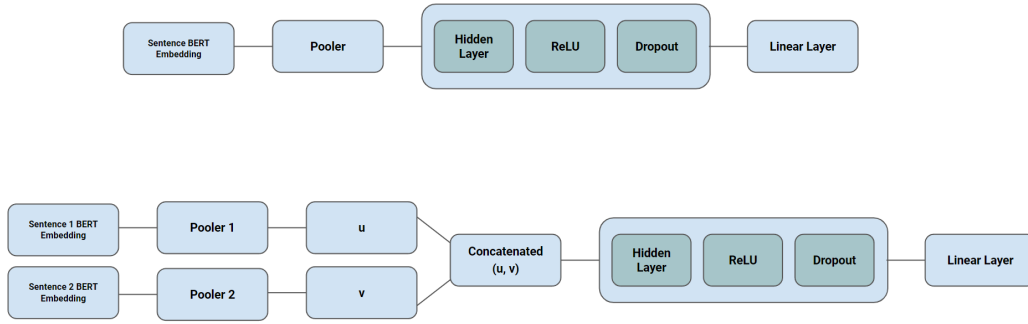 Sentence BERT
Embedding
Pooler
Hidden
Layer
ReLU
Dropout
Linear Layer
Sentence 1 BERT
Embedding
Pooler 1
u
Sentence 2 BERT
Embedding
Pooler 2
v
Concatenated
(u, v)
Hidden
Layer
ReLU
Dropout
Linear Layer